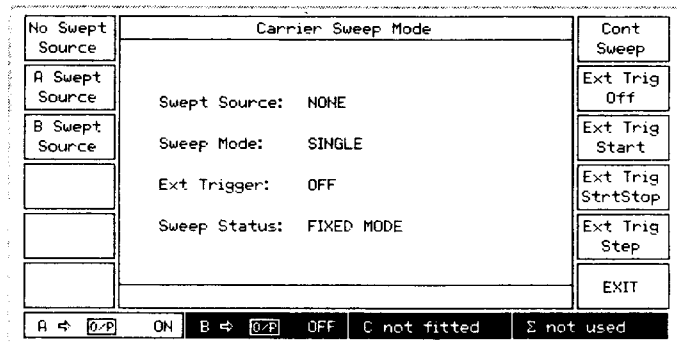 No Swept
Source
Carrier Sweep Mode
Cont
Sweep
A Swept
Source
Ext Trig
Off
Swept Source: NONE
B Swept
Source
Ext Trig
Start
Sweep Mode: SINGLE
Ext Trigger: OFF
Ext Trig
StrtStop
Sweep Status: FIXED MODE
Ext Trig
Step
EXIT
A ⇨ O/P ON B ⇨ O/P OFF C not fitted Σ not used